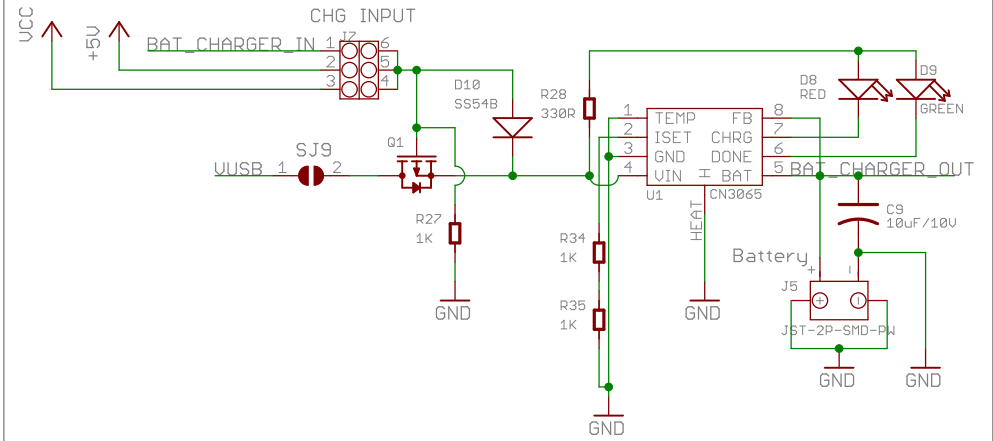 CHG INPUT
VCC
+5V
J7
BAT_CHARGER_IN 1 6
2 5
3 4
D10
SS54B
R28
330R
D8
RED
D9
GREEN
Q1
SJ9
VUSB 1 2
1 TEMP FB 8
2 ISET CHRG 7
3 GND DONE 6
4 VIN H BAT 5 BAT_CHARGER_OUT
U1 CN3065
HEAT
R27
1K
C9
10uF/10V
R34
1K
Battery
+ -
J5
+ -
R35
1K
JST-2P-SMD-PW
GND
GND
GND
GND
GND